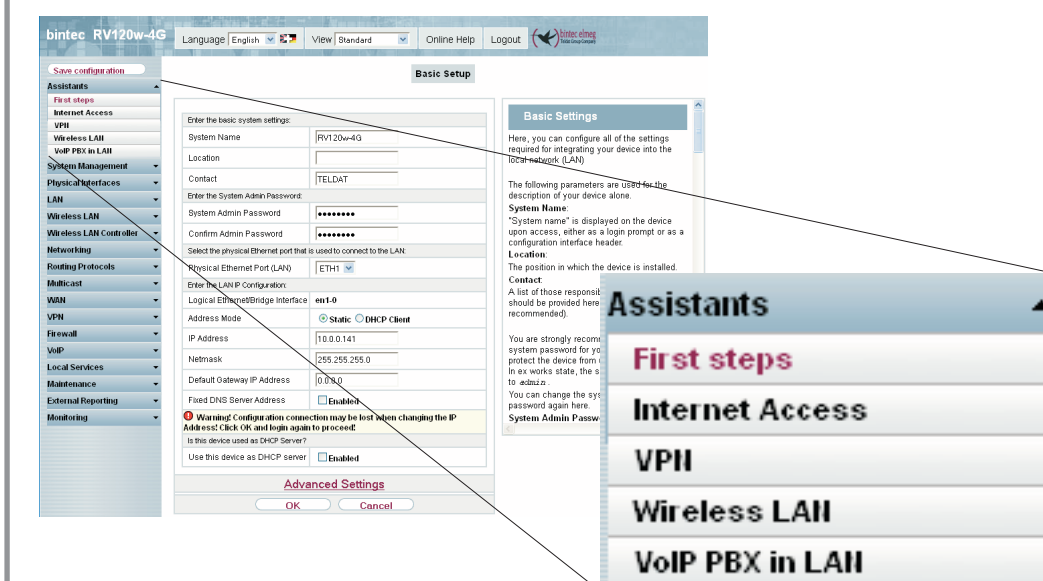 bintec RV120w-4G
Language English View Standard Online Help Logout bintec elmeg
Save configuration
Assistants
First steps
Internet Access
VPN
Wireless LAN
VoIP PBX in LAN
System Management
Physical Interfaces
LAN
Wireless LAN
Wireless LAN Controller
Networking
Routing Protocols
Multicast
WAN
VPN
Firewall
VoIP
Local Services
Maintenance
External Reporting
Monitoring
Basic Setup
Enter the basic system settings:
System Name RV120w-4G
Location
Contact TELDAT
Enter the System Admin Password:
System Admin Password ••••••••
Confirm Admin Password ••••••••
Select the physical Ethernet port that is used to connect to the LAN:
Physical Ethernet Port (LAN) ETH1
Enter the LAN IP Configuration:
Logical Ethernet/Bridge Interface en1-0
Address Mode Static DHCP Client
IP Address 10.0.0.141
Netmask 255.255.255.0
Default Gateway IP Address 0.0.0.0
Fixed DNS Server Address Enabled
Warning! Configuration connection may be lost when changing the IP
Address! Click OK and login again to proceed!
Is this device used as DHCP Server?
Use this device as DHCP server Enabled
Advanced Settings
OK Cancel
Basic Settings
Here, you can configure all of the settings
required for integrating your device into the
local network (LAN)
The following parameters are used for the
description of your device alone.
System Name:
"System name" is displayed on the device
upon access, either as a login prompt or as a
configuration interface header.
Location:
The position in which the device is installed.
Contact:
A list of those
should be provided here
recommended).
You are strongly
system password for
protect the device from
In ex works state, the
to admin.
You can change the
password again here.
System Admin
Assistants
First steps
Internet Access
VPN
Wireless LAN
VoIP PBX in LAN